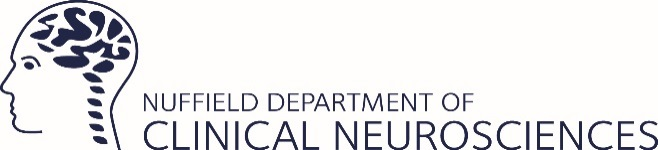 NUFFIELD DEPARTMENT OF
CLINICAL NEUROSCIENCES